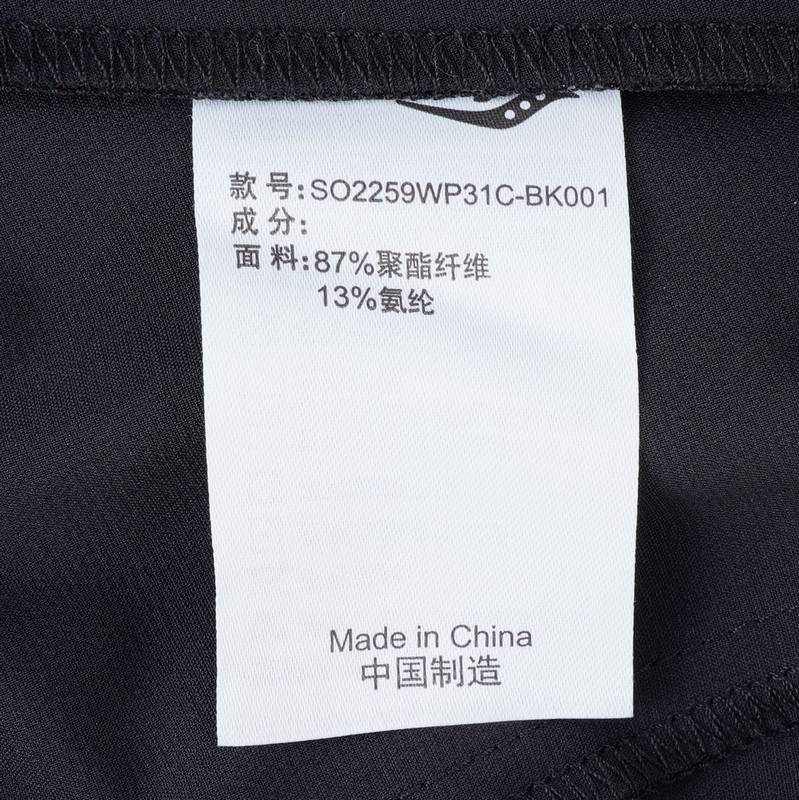 款 号:SO2259WP31C-BK001
成 分:
面 料:87%聚酯纤维
13%氨纶
Made in China
中国制造